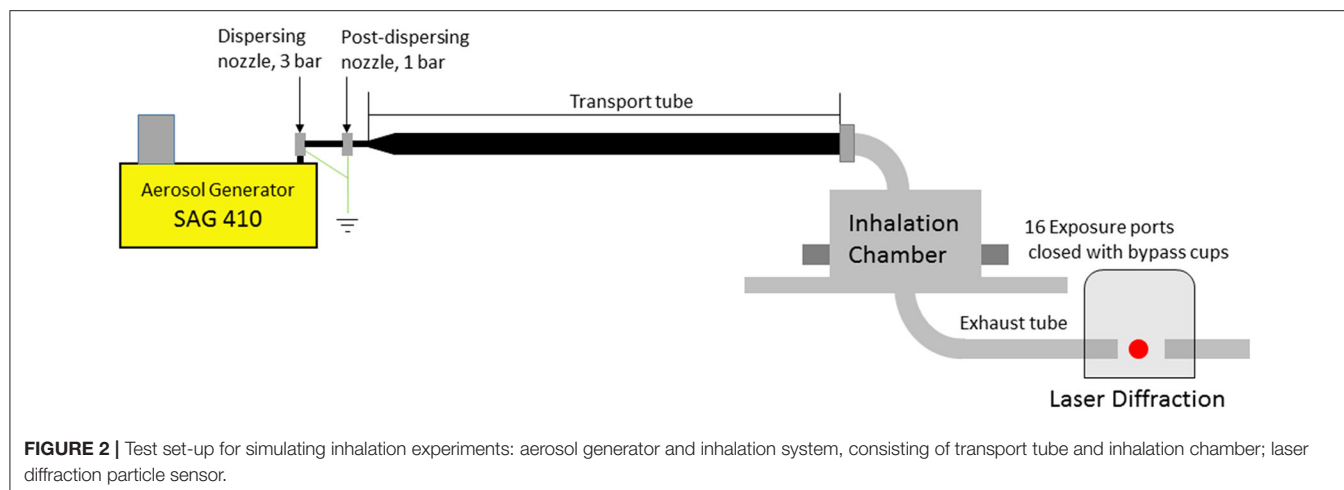 Dispersing
nozzle, 3 bar
Post-dispersing
nozzle, 1 bar
Transport tube
Aerosol Generator
SAG 410
Inhalation
Chamber
16 Exposure ports
closed with bypass cups
Exhaust tube
Laser Diffraction
FIGURE 2 | Test set-up for simulating inhalation experiments: aerosol generator and inhalation system, consisting of transport tube and inhalation chamber; laser
diffraction particle sensor.